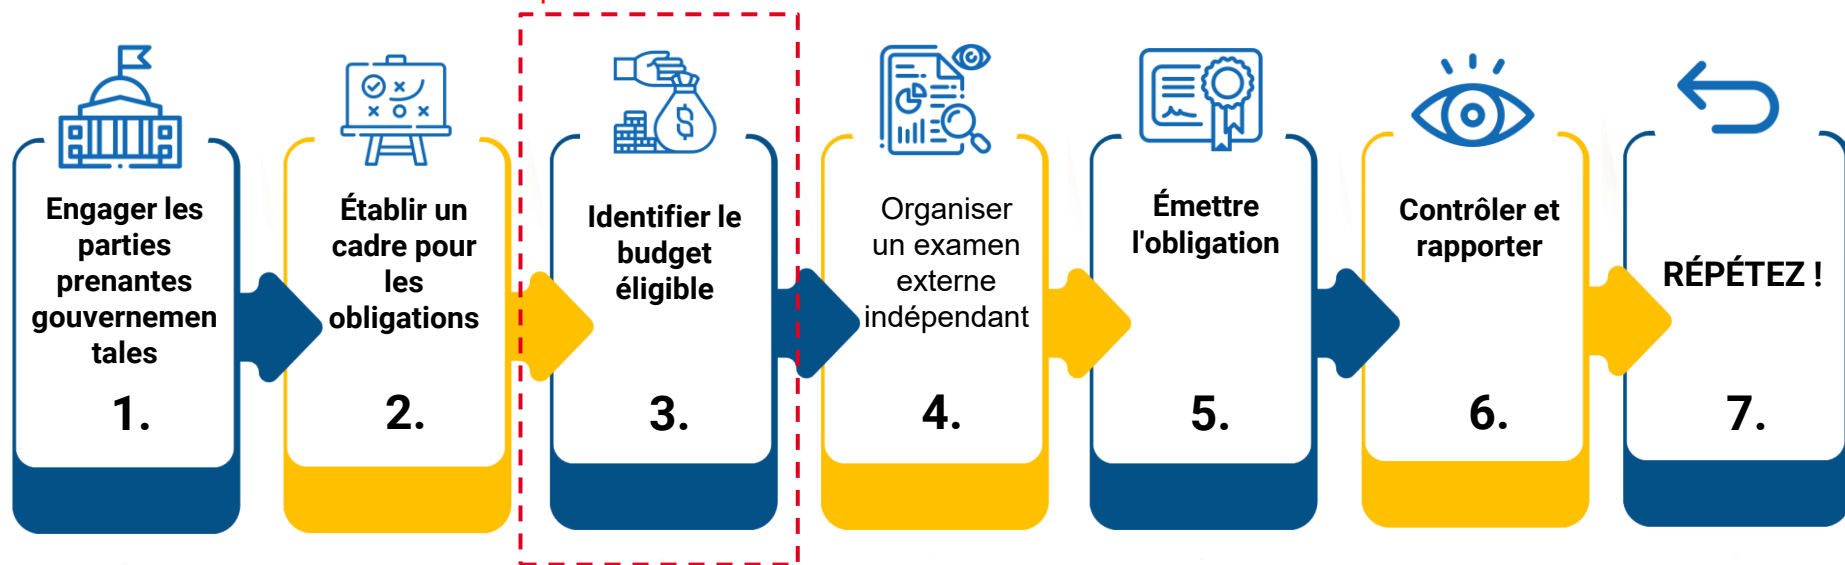 Engager les
parties
prenantes
gouvernemen
tales
1.
Établir un
cadre pour
les
obligations
2.
Identifier le
budget
éligible
3.
Organiser
un examen
externe
indépendant
4.
Émettre
l'obligation
5.
Contrôler et
rapporter
6.
RÉPÉTEZ !
7.